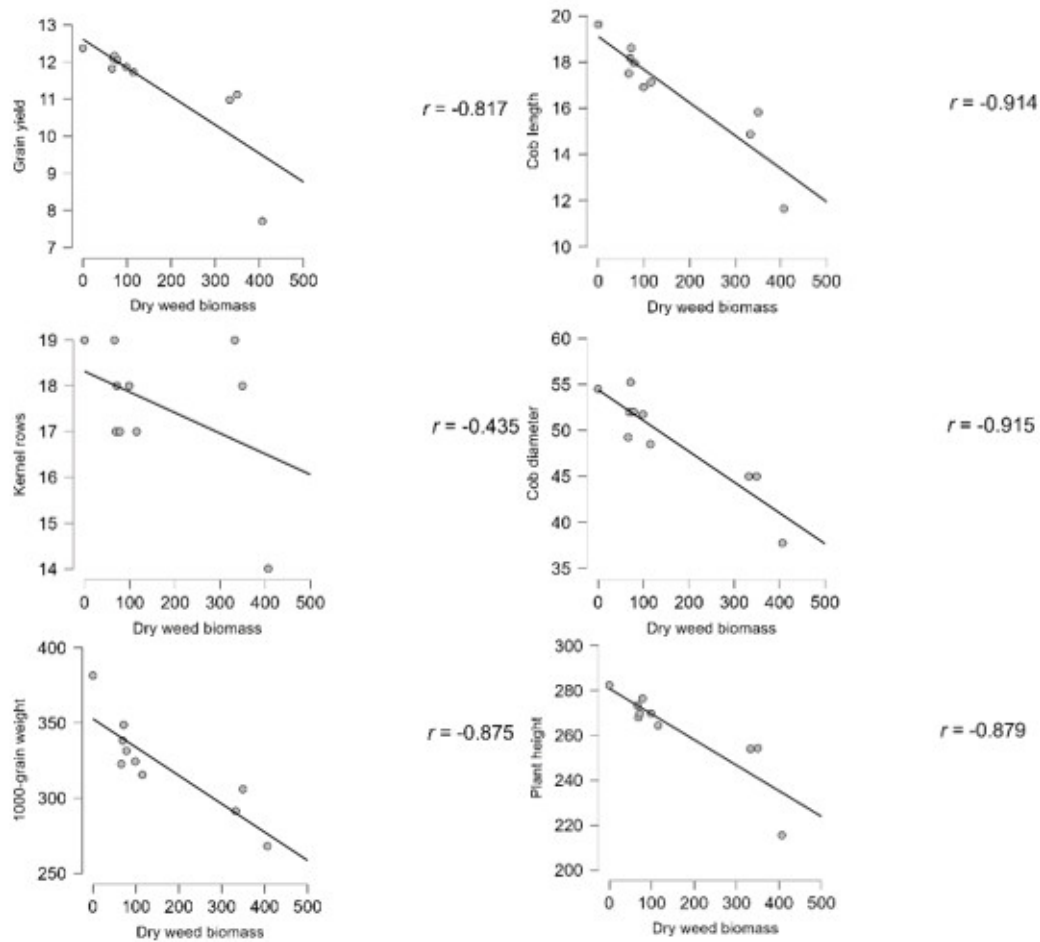 13
12
11
10
9
8
7
Grain yield
0 100 200 300 400 500
Dry weed biomass
r = -0.817
20
18
16
14
12
10
Cob length
0 100 200 300 400 500
Dry weed biomass
r = -0.914
19
18
17
16
15
14
Kernel rows
0 100 200 300 400 500
Dry weed biomass
r = -0.435
60
55
50
45
40
35
Cob diameter
0 100 200 300 400 500
Dry weed biomass
r = -0.915
400
350
300
250
1000-grain weight
0 100 200 300 400 500
Dry weed biomass
r = -0.875
300
280
260
240
220
200
Plant height
0 100 200 300 400 500
Dry weed biomass
r = -0.879